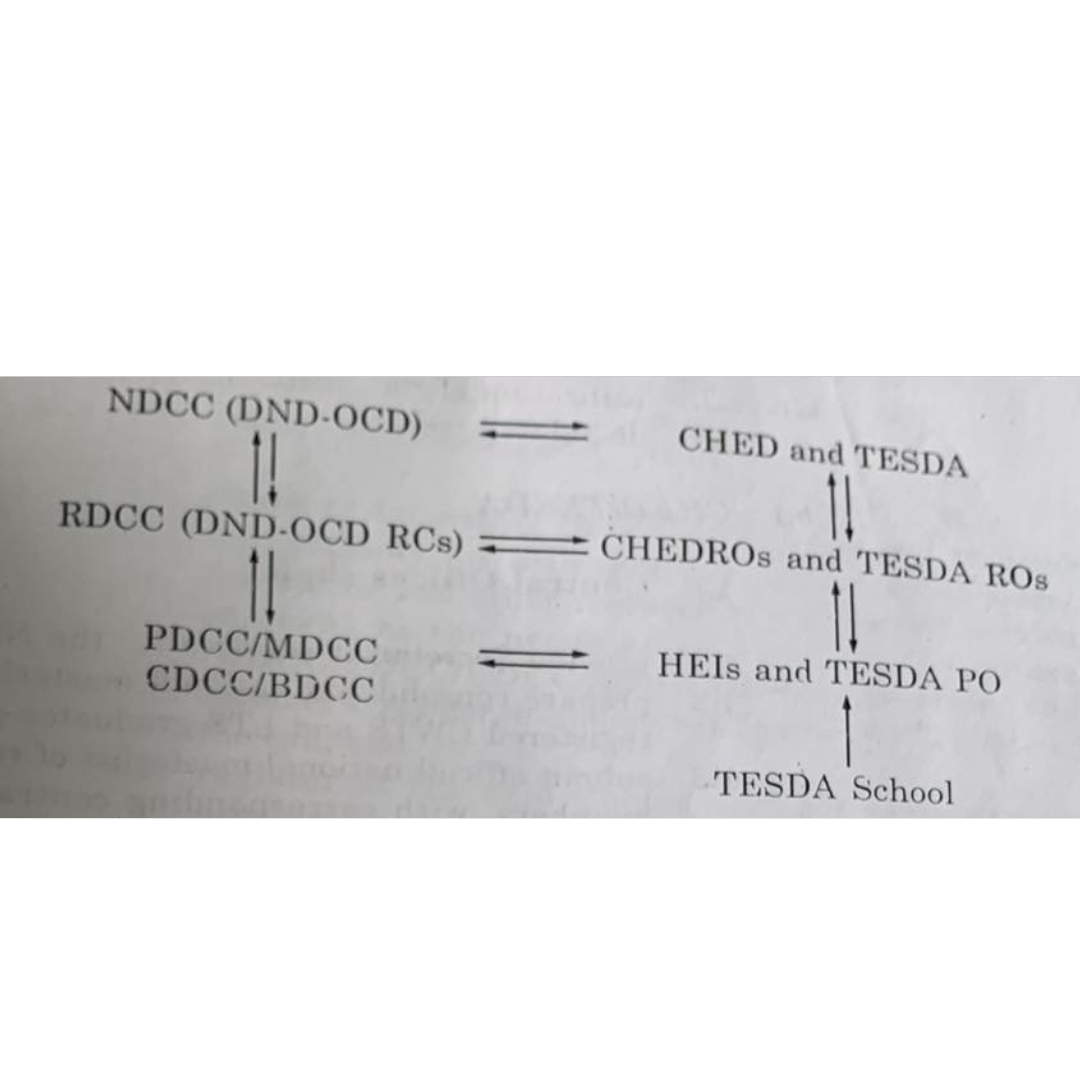 NDCC (DND-OCD)
CHED and TESDA
RDCC (DND-OCD RCs)
CHEDROs and TESDA ROs
PDCC/MDCC
CDCC/BDCC
HEIs and TESDA PO
TESDA School